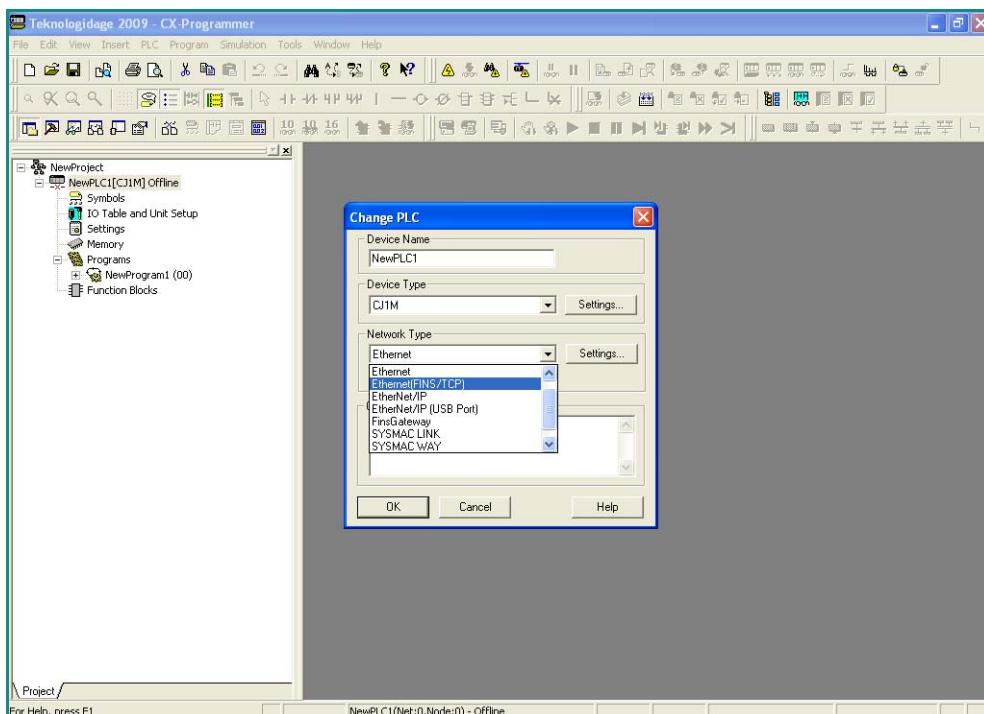 Teknologidage 2009 - CX-Programmer
File Edit View Insert PLC Program Simulation Tools Window Help
10 10 16
NewProject
NewPLC1[CJ1M] Offline
Symbols
IO Table and Unit Setup
Settings
Memory
Programs
NewProgram1 (00)
Function Blocks
Change PLC
Device Name
NewPLC1
Device Type
CJ1M
Settings...
Network Type
Ethernet
Settings...
Ethernet
Ethernet(FINS/TCP)
EtherNet/IP
EtherNet/IP (USB Port)
FinsGateway
SYSMAC LINK
SYSMAC WAY
OK Cancel Help
Project
For Help, press F1
NewPLC1(Net:0,Node:0) - Offline